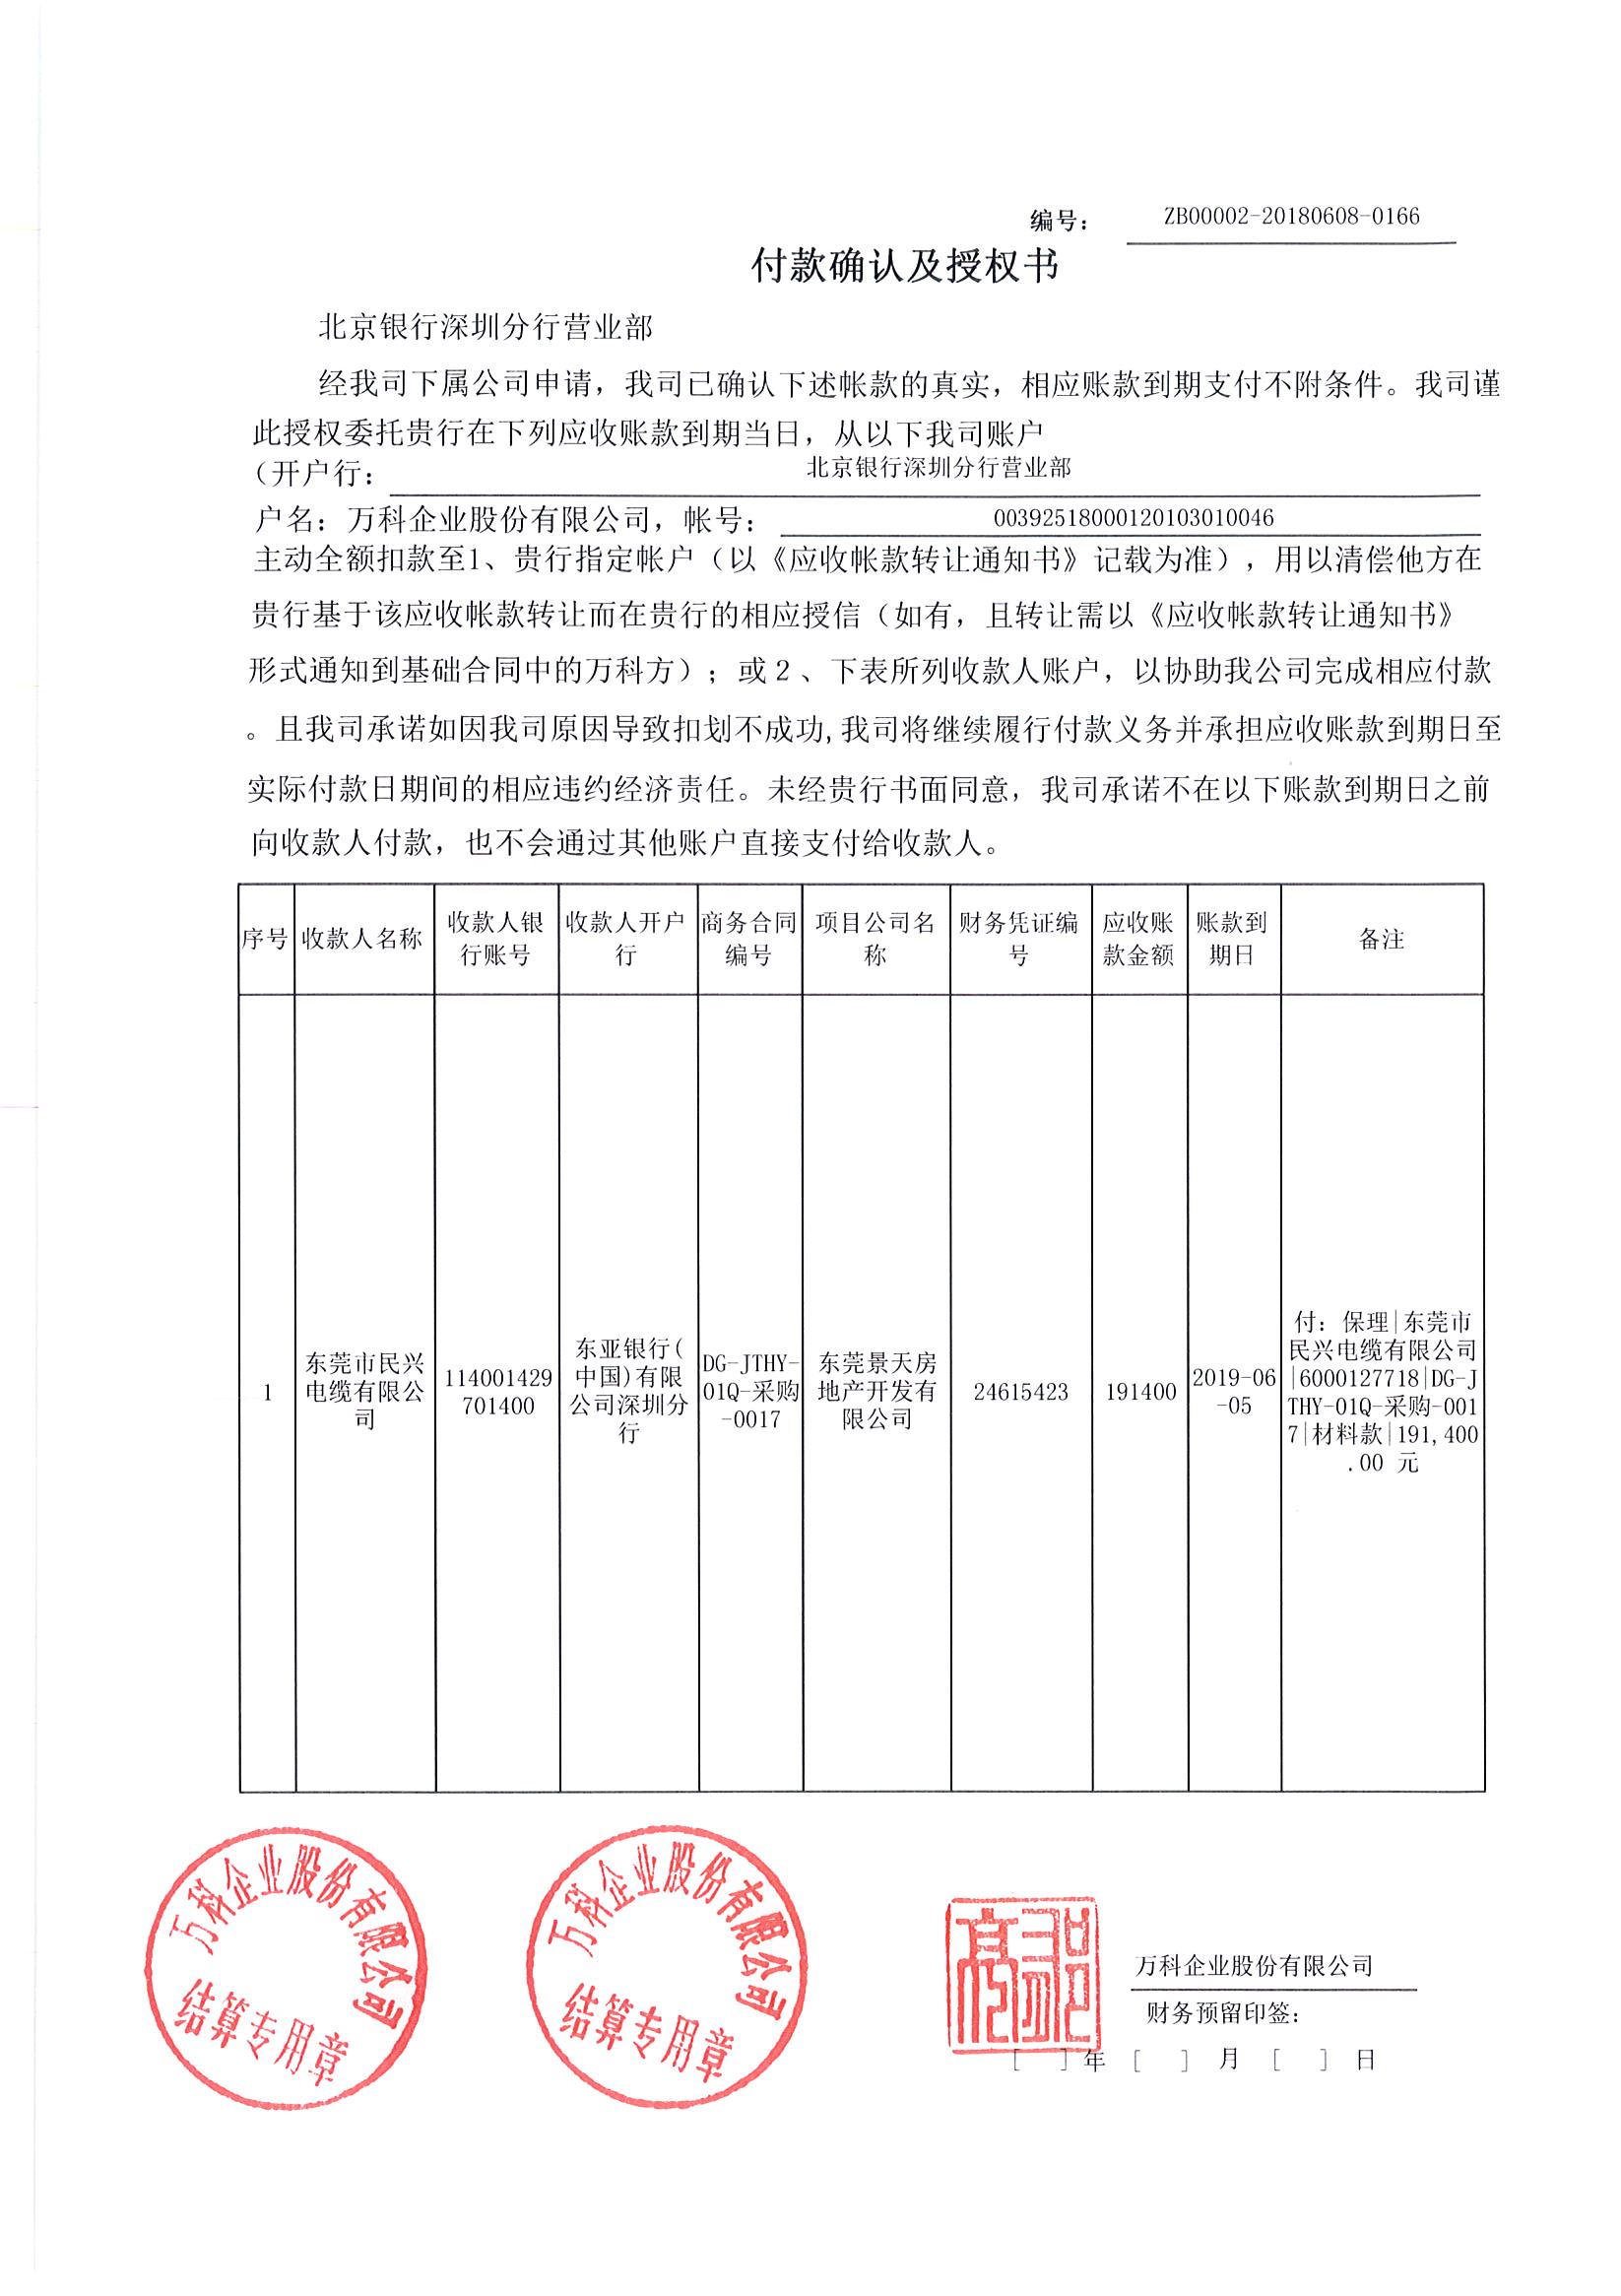 编号： ZB00002-20180608-0166
付款确认及授权书
北京银行深圳分行营业部
经我司下属公司申请，我司已确认下述帐款的真实，相应账款到期支付不附条件。我司谨
此授权委托贵行在下列应收账款到期当日，从以下我司账户
（开户行： 北京银行深圳分行营业部
户名：万科企业股份有限公司，帐号： 00392518000120103010046
主动全额扣款至1、贵行指定帐户（以《应收帐款转让通知书》记载为准），用以清偿他方在
贵行基于该应收帐款转让而在贵行的相应授信（如有，且转让需以《应收帐款转让通知书》
形式通知到基础合同中的万科方）；或2、下表所列收款人账户，以协助我公司完成相应付款
。且我司承诺如因我司原因导致扣划不成功,我司将继续履行付款义务并承担应收账款到期日至
实际付款日期间的相应违约经济责任。未经贵行书面同意，我司承诺不在以下账款到期日之前
向收款人付款，也不会通过其他账户直接支付给收款人。
序号
收款人名称
收款人银
行账号
收款人开户
行
商务合同
编号
项目公司名
称
财务凭证编
号
应收账
款金额
账款到
期日
备注
1
东莞市民兴
电缆有限公
司
114001429
701400
东亚银行(
中国)有限
公司深圳分
行
DG-JTHY-
01Q-采购
-0017
东莞景天房
地产开发有
限公司
24615423
191400
2019-06
-05
付：保理|东莞市
民兴电缆有限公司
|6000127718|DG-J
THY-01Q-采购-001
7|材料款|191,400
.00 元
万科企业股份有限公司
结算专用章
万科企业股份有限公司
结算专用章
万科企业股份有限公司
财务预留印签：
[ ]年 [ ] 月 [ ] 日